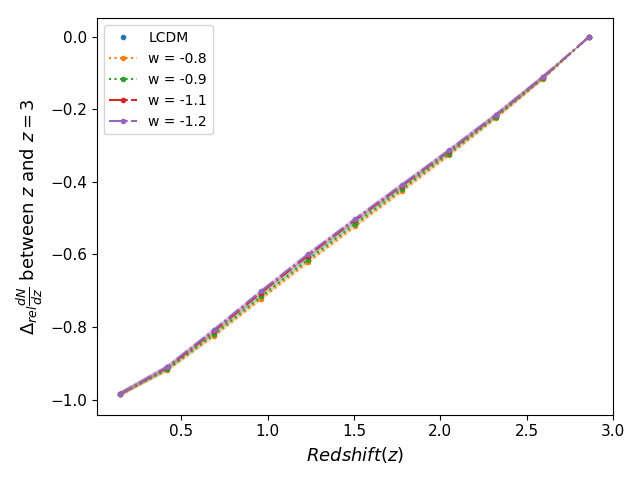 LCDM
w = -0.8
w = -0.9
w = -1.1
w = -1.2
0.0
−0.2
−0.4
−0.6
−0.8
−1.0
Δrel dN/dz between z and z = 3
0.5 1.0 1.5 2.0 2.5 3.0
Redshift(z)